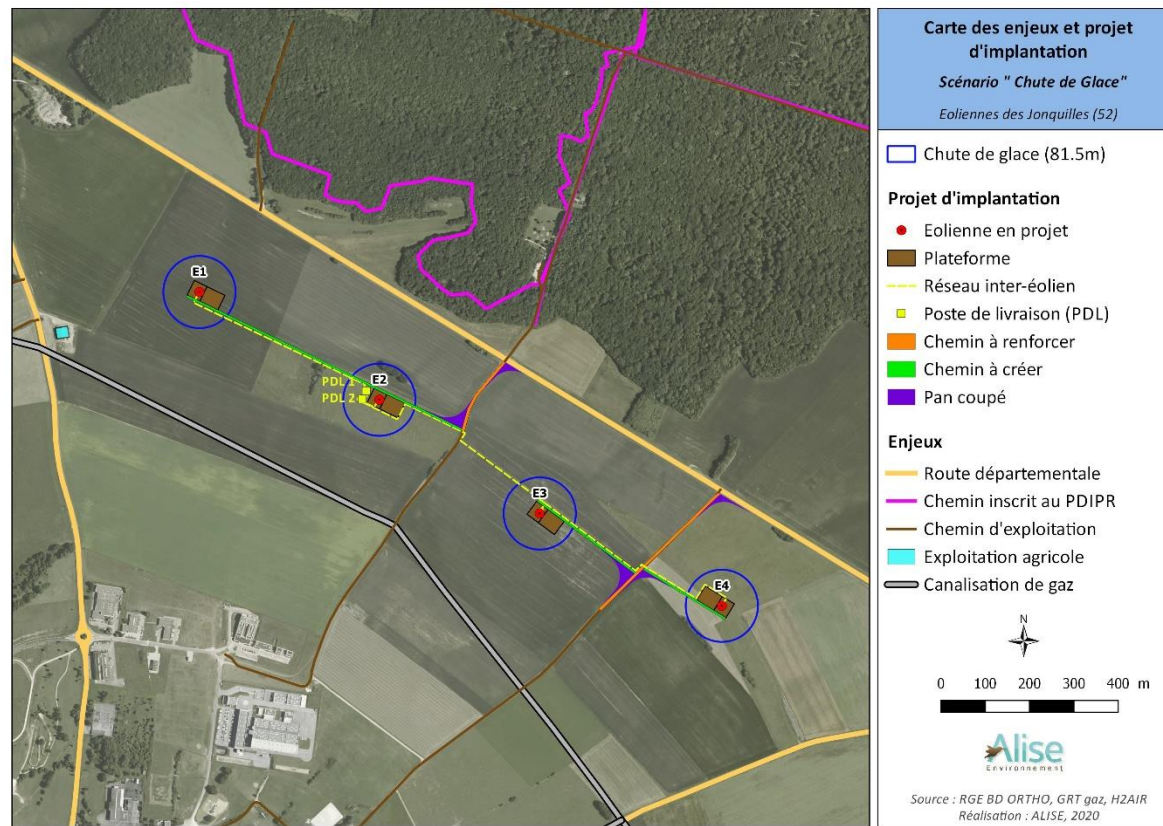 Carte des enjeux et projet
d'implantation
Scénario " Chute de Glace"
Eoliennes des Jonquilles (52)
Chute de glace (81.5m)
Projet d'implantation
Eolienne en projet
Plateforme
Réseau inter-éolien
Poste de livraison (PDL)
Chemin à renforcer
Chemin à créer
Pan coupé
Enjeux
Route départementale
Chemin inscrit au PDIPR
Chemin d'exploitation
Exploitation agricole
Canalisation de gaz
N
0 100 200 300 400 m
Alise
Environnement
Source : RGE BD ORTHO, GRT gaz, H2AIR
Réalisation : ALISE, 2020
E1
PDL 1
E2
PDL 2
E3
E4